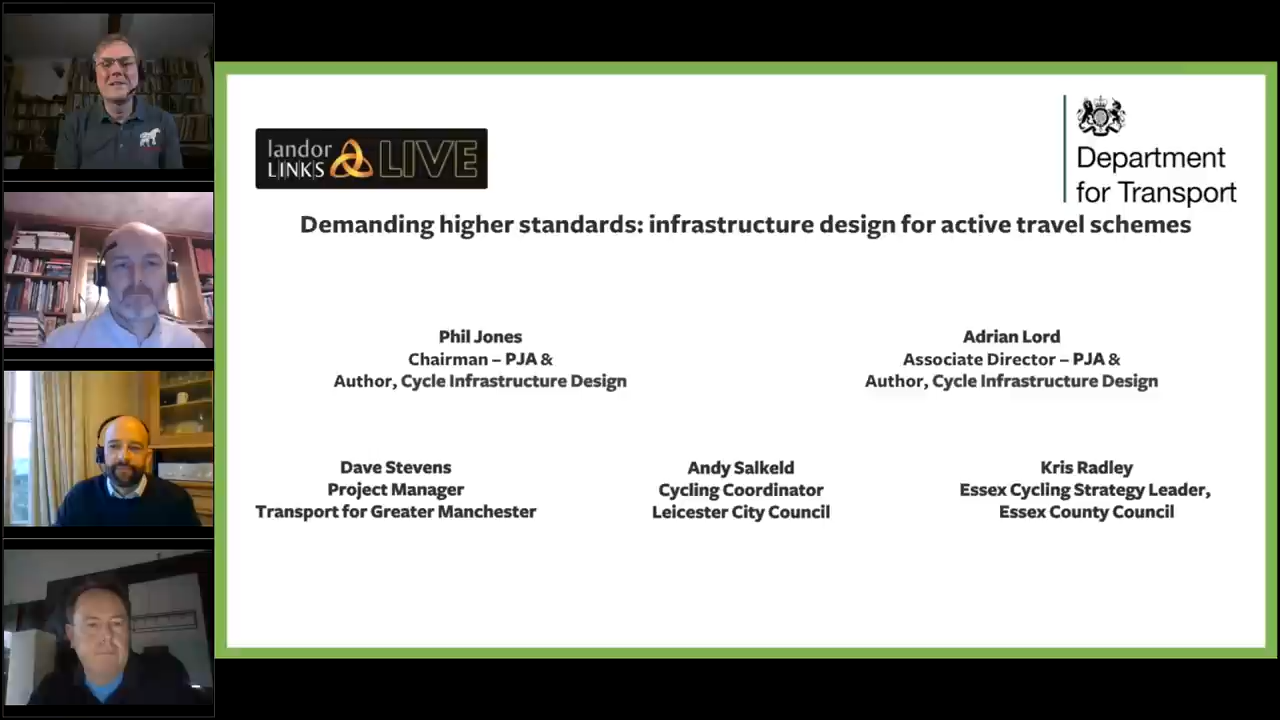 landor
LINKS
LIVE
Department
for Transport
Demanding higher standards: infrastructure design for active travel schemes
Phil Jones
Chairman – PJA &
Author, Cycle Infrastructure Design
Adrian Lord
Associate Director – PJA &
Author, Cycle Infrastructure Design
Dave Stevens
Project Manager
Transport for Greater Manchester
Andy Salkeld
Cycling Coordinator
Leicester City Council
Kris Radley
Essex Cycling Strategy Leader,
Essex County Council